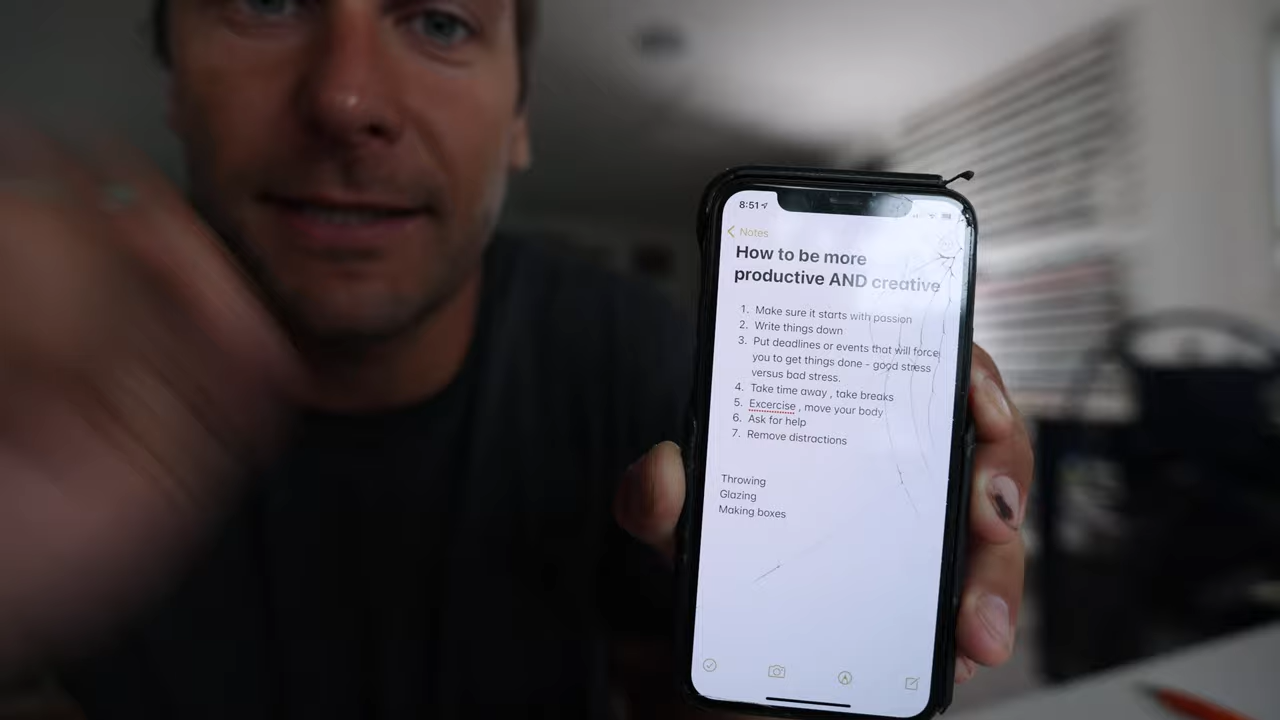 8:51
Notes
How to be more
productive AND creative
1. Make sure it starts with passion
2. Write things down
3. Put deadlines or events that will force
you to get things done - good stress
versus bad stress.
4. Take time away , take breaks
5. Excercise , move your body
6. Ask for help
7. Remove distractions
Throwing
Glazing
Making boxes